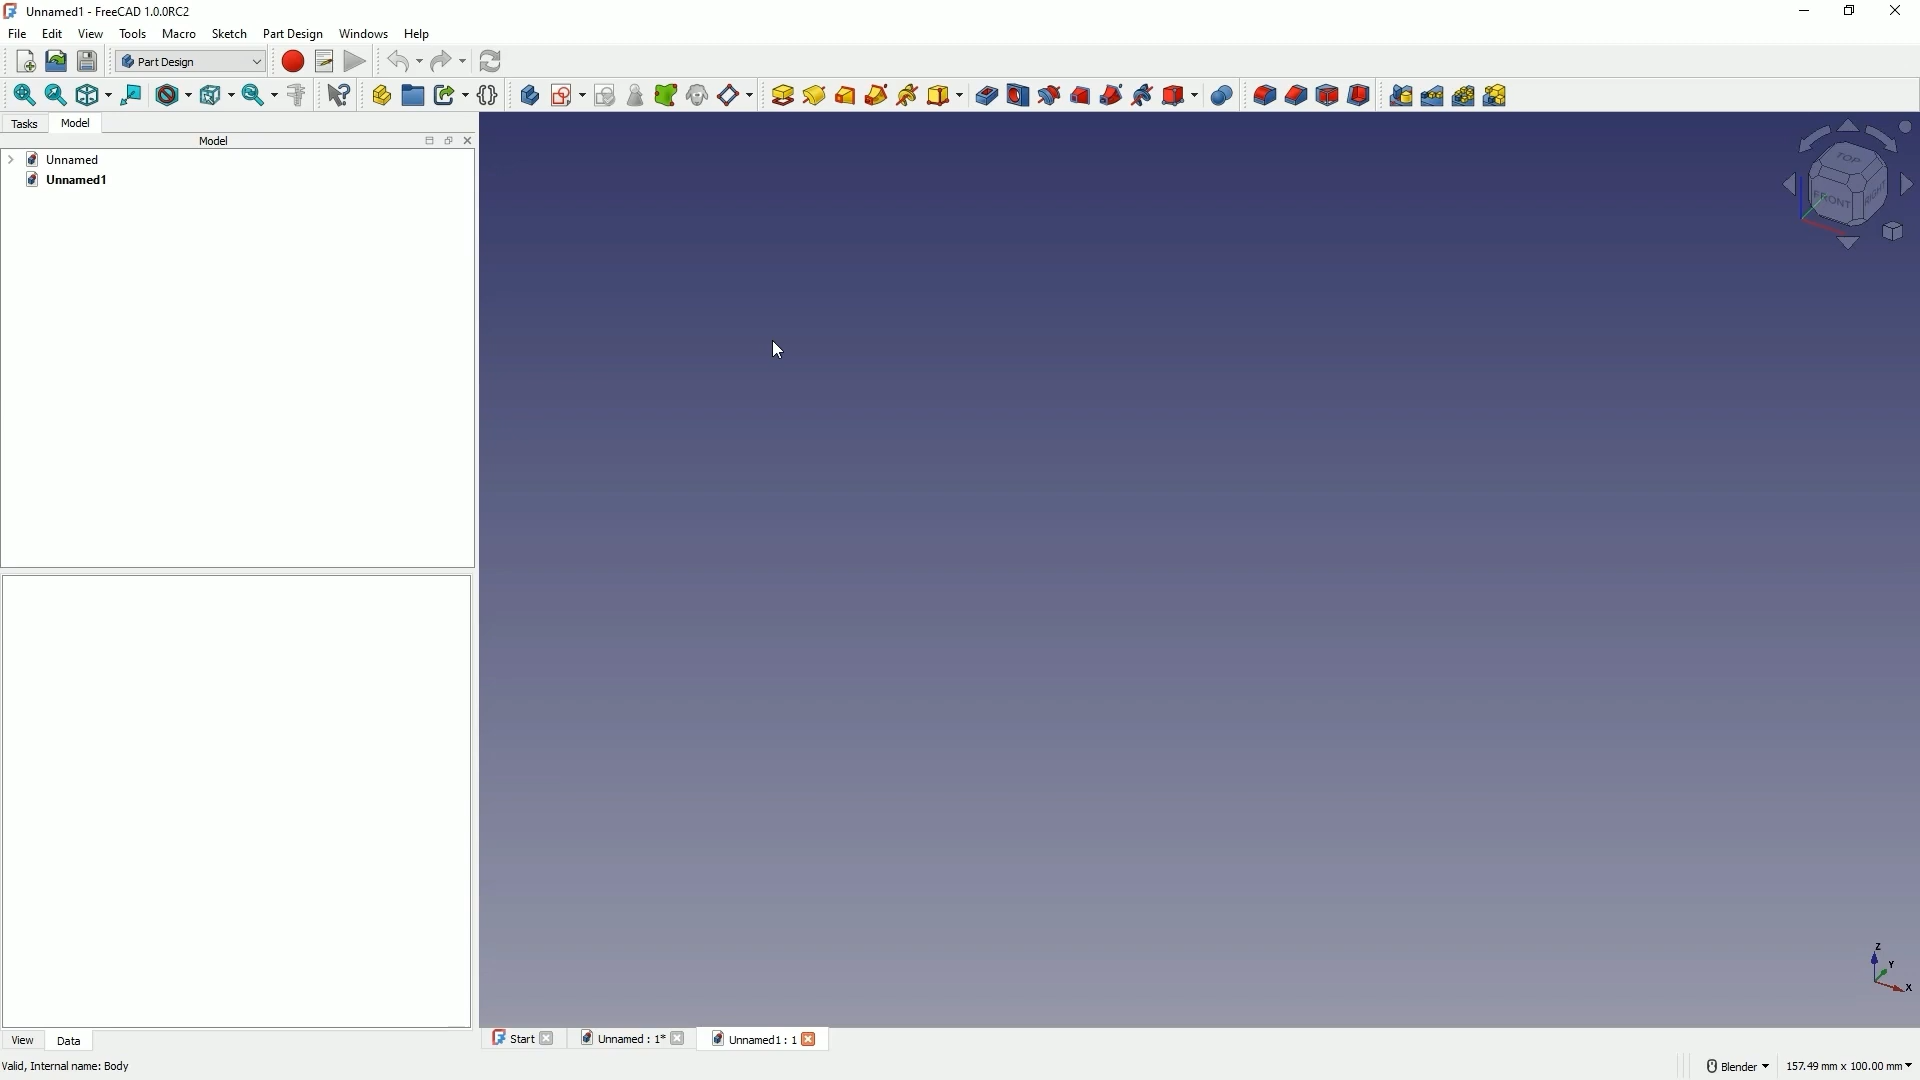 Unnamed1 - FreeCAD 1.0.0RC2
File Edit View Tools Macro Sketch Part Design Windows Help
Part Design
Tasks Model
Model
Unnamed
Unnamed1
TOP
FRONT
RIGHT
Z
Y
X
View Data
Start Unnamed : 1* Unnamed1 : 1
Valid, Internal name: Body
Blender 157.49 mm x 100.00 mm